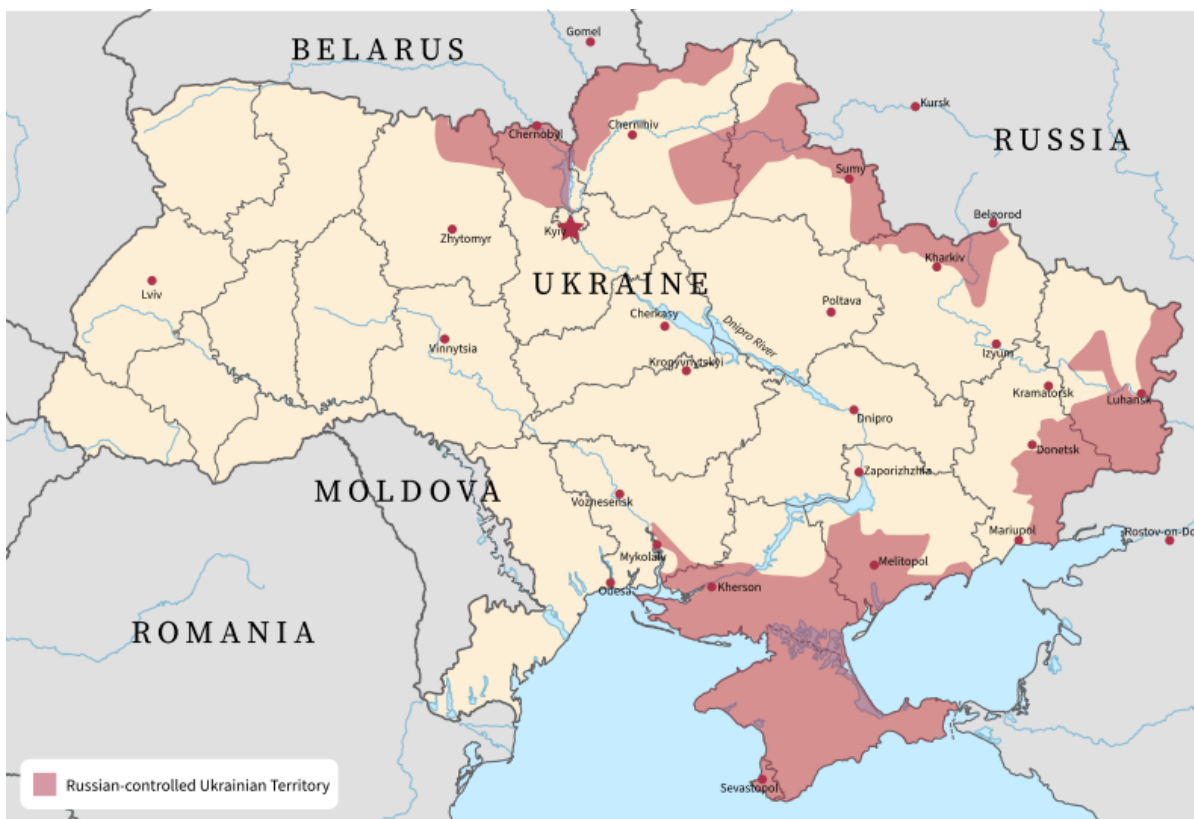 Gomel
BELARUS
Kursk
Chernobyl
Chernihiv
RUSSIA
Sumy
Belgorod
Kyiv
Zhytomyr
Kharkiv
UKRAINE
Lviv
Poltava
Cherkasy
Dnipro River
Vinnytsia
Izyum
Kropyvnytskyi
Kramatorsk
Luhansk
Dnipro
Donetsk
Zaporizhzhia
MOLDOVA
Voznesensk
Mariupol
Rostov-on-Do
Mykolaiv
Melitopol
Odesa
Kherson
ROMANIA
Russian-controlled Ukrainian Territory
Sevastopol